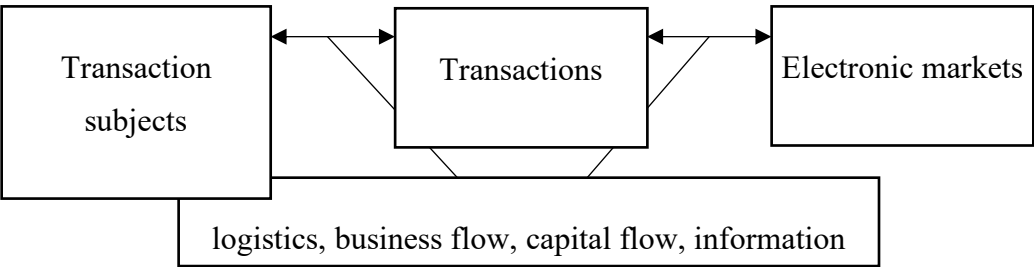 Transaction
subjects
Transactions
Electronic markets
logistics, business flow, capital flow, information